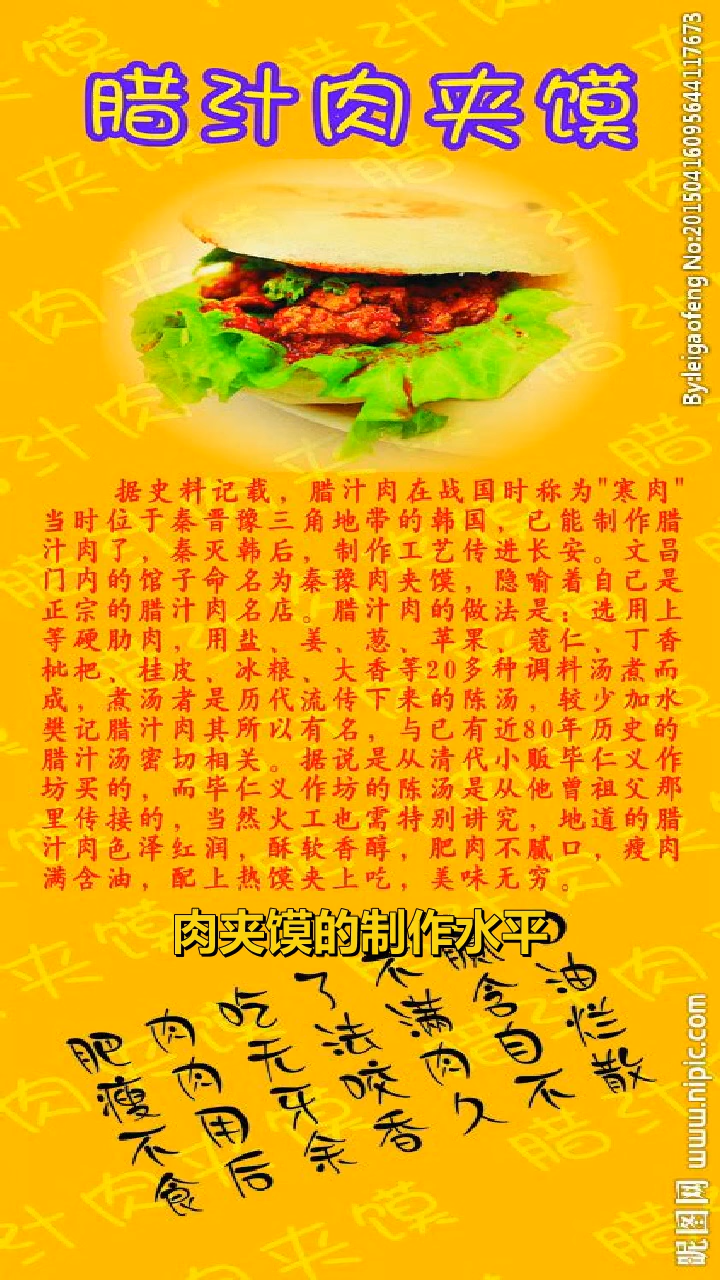 腊汁肉夹馍
据史料记载，腊汁肉在战国时称为"寒肉"
当时位于秦晋豫三角地带的韩国，已能制作腊
汁肉了，秦灭韩后，制作工艺传进长安。文昌
门内的馆子命名为秦豫肉夹馍，隐喻着自己是
正宗的腊汁肉名店。腊汁肉的做法是：选用上
等硬肋肉，用盐、姜、葱、苹果、蔻仁、丁香
枇杷、桂皮、冰粮、大香等20多种调料汤煮而
成，煮汤者是历代流传下来的陈汤，较少加水
樊记腊汁肉其所以有名，与已有近80年历史的
腊汁汤密切相关。据说是从清代小贩毕仁义作
坊买的，而毕仁义作坊的陈汤是从他曾祖父那
里传接的，当然火工也需特别讲究，地道的腊
汁肉色泽红润，酥软香醇，肥肉不腻口，瘦肉
满含油，配上热馍夹上吃，美味无穷。
肉夹馍的制作水平
肥肉吃了不腻口
瘦肉无法满含油
不用牙咬肉自烂
食后余香久不散
By:leigaofeng No:20150416095644117673
昵图网 www.nipic.com